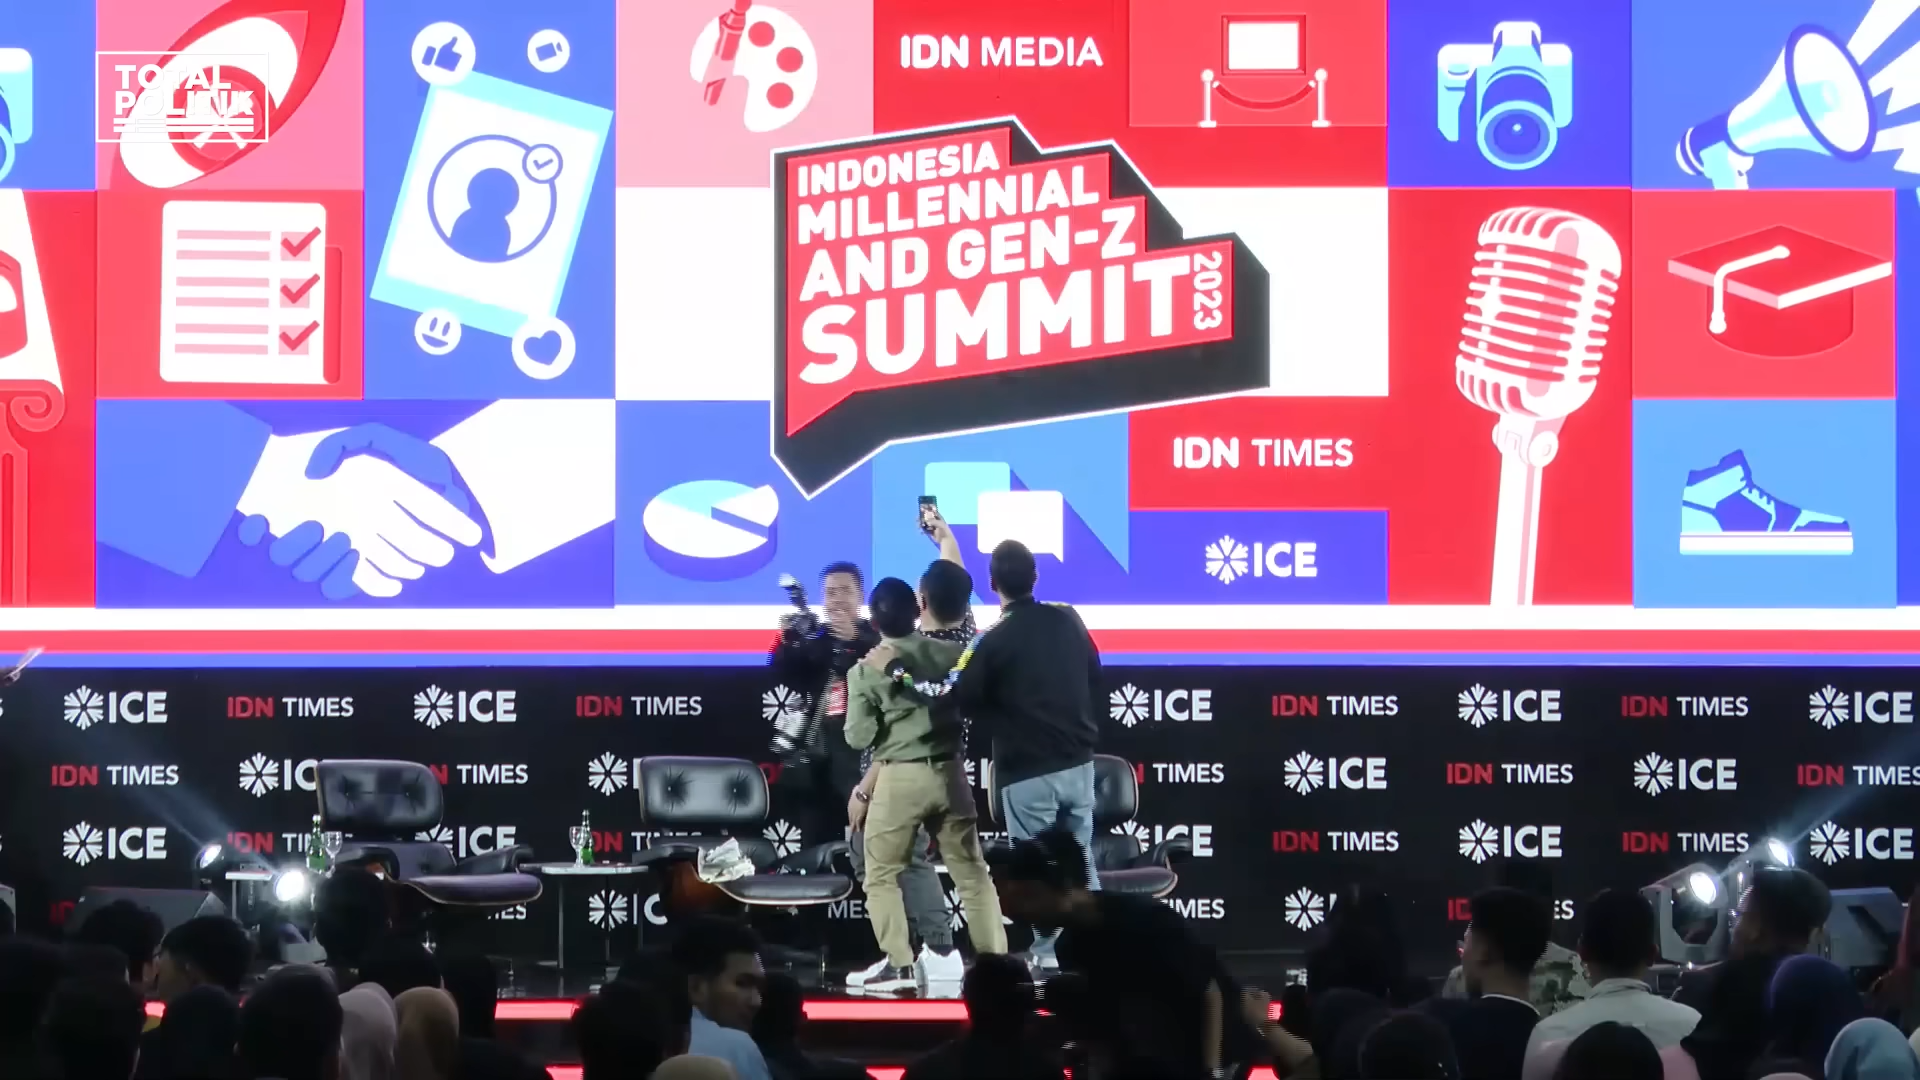 TOTAL
POLITIK
IDN MEDIA
INDONESIA
MILLENNIAL
AND GEN-Z
SUMMIT
2023
IDN TIMES
ICE
ICE IDN TIMES ICE IDN TIMES ICE IDN TIMES ICE IDN TIMES ICE
IDN TIMES TIMES TIMES ICE IDN TIMES ICE IDN TIMES
ICE IDN ICE IDN ICE IDN TIMES ICE IDN TIMES ICE